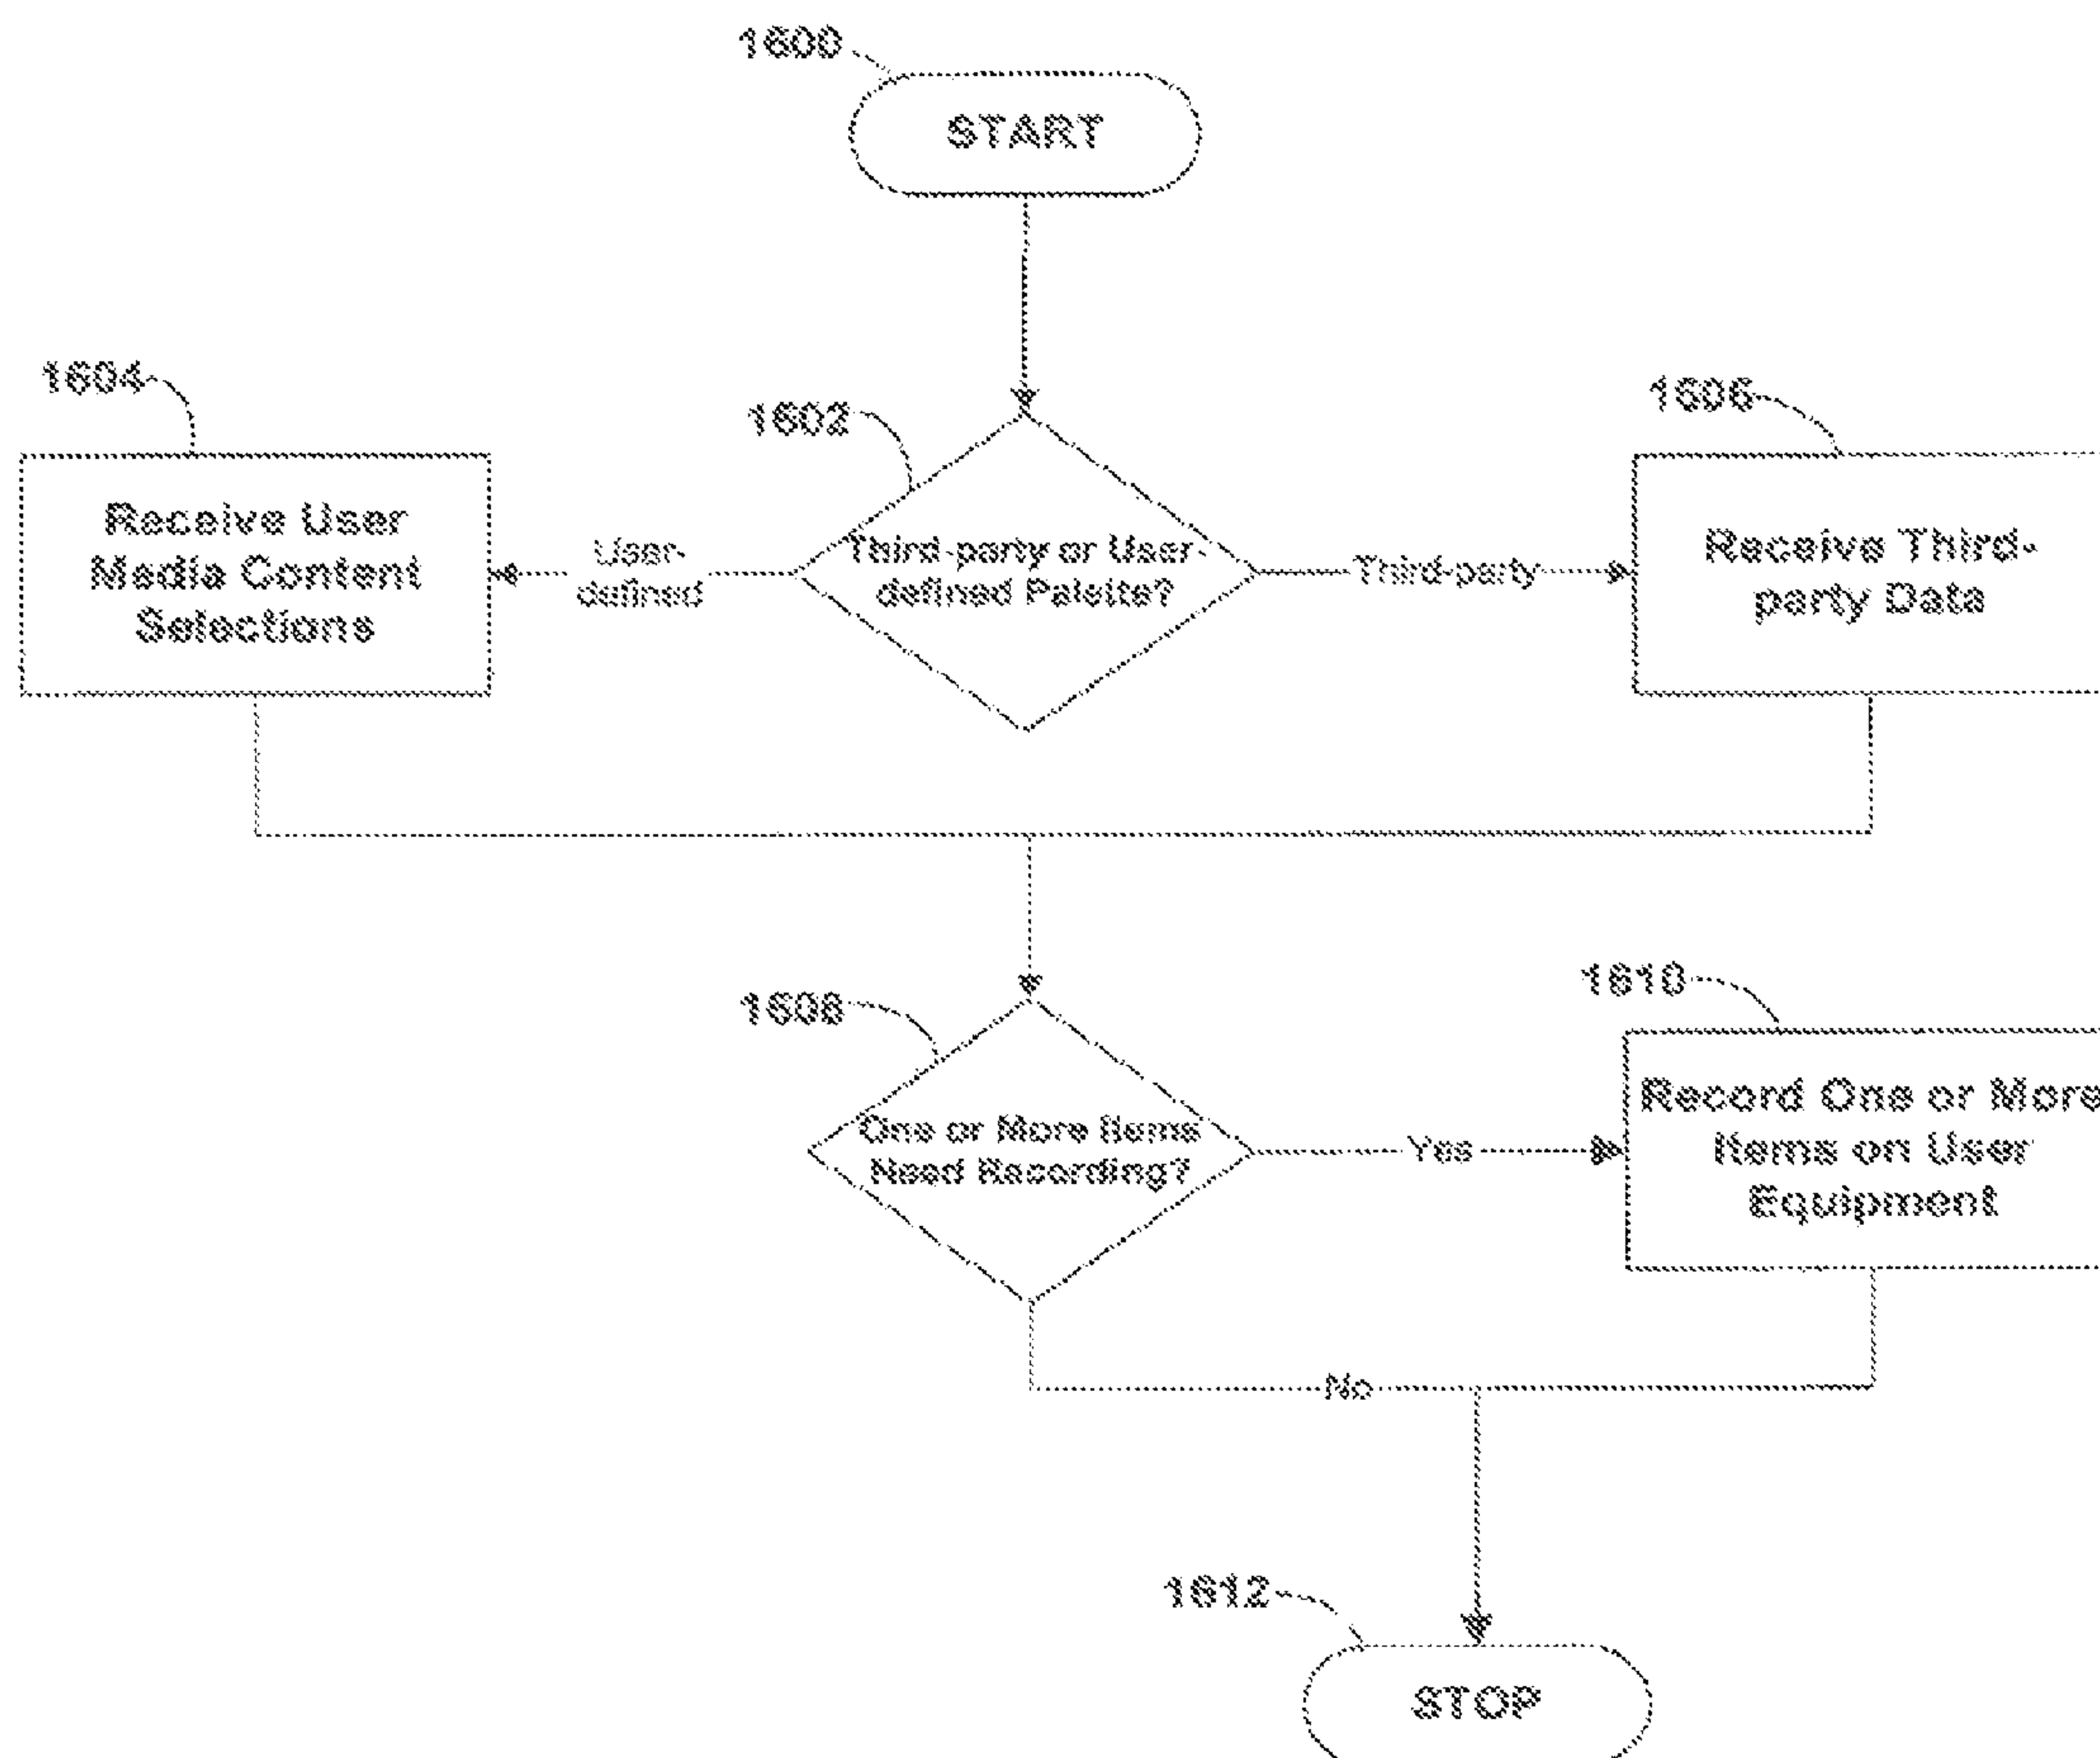 1600
START
1604
1602
1606
Receive User
Media Content
Selections
User-
defined
Third-party or User-
defined Palette?
Third-party
Receive Third-
party Data
1608
1610
One or More Items
Need Recording?
Yes
Record One or More
Items on User
Equipment
No
1612
STOP